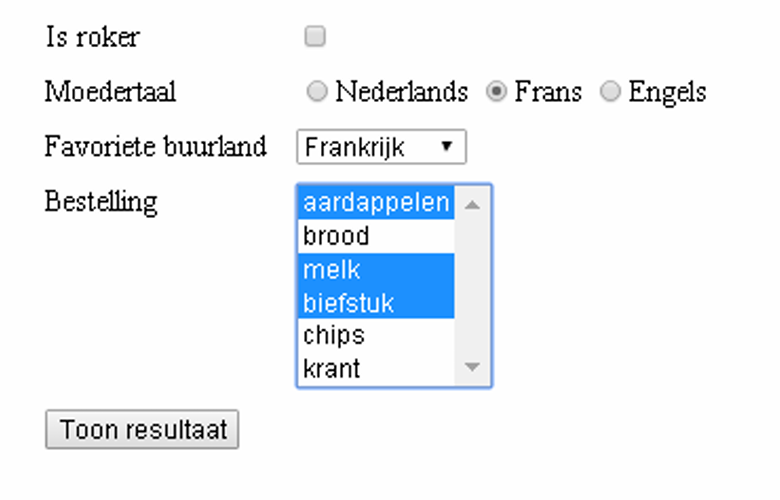 Is roker
Moedertaal Nederlands Frans Engels
Favoriete buurland Frankrijk
Bestelling aardappelen
brood
melk
biefstuk
chips
krant
Toon resultaat